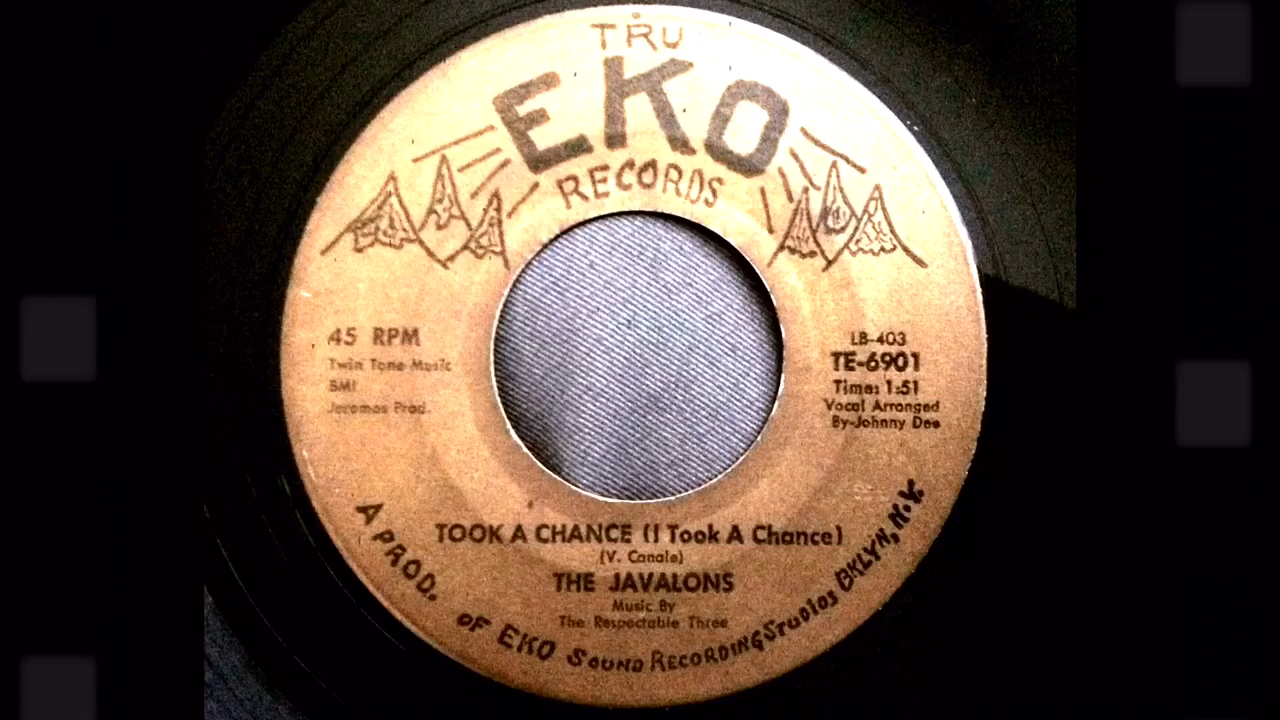 TRU
EKO
RECORDS
45 RPM
Twin Tone Music
BMI
Jeromos Prod.
LB-403
TE-6901
Time: 1:51
Vocal Arranged
By-Johnny Dee
TOOK A CHANCE (I Took A Chance)
(V. Canale)
THE JAVALONS
Music By
The Respectable Three
A PROD. OF EKO SOUND RECORDING STUDIOS BKLYN, N.Y.